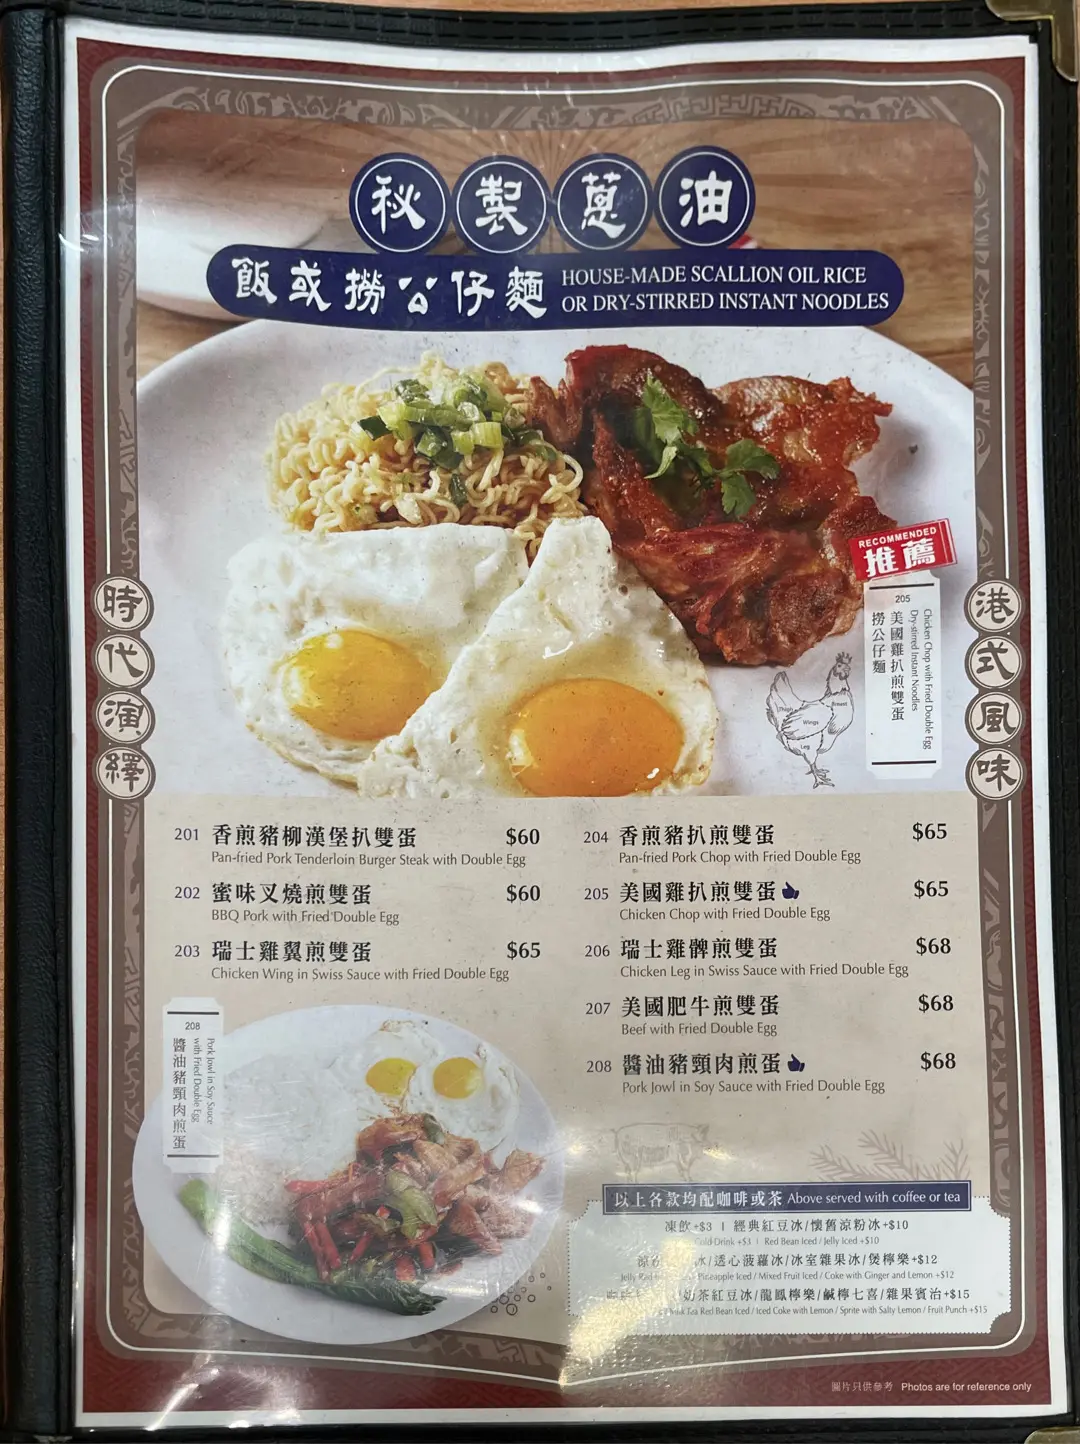 秘製蔥油
飯或撈公仔麵
HOUSE-MADE SCALLION OIL RICE
OR DRY-STIRRED INSTANT NOODLES
時代演繹
港式風味
RECOMMENDED
推薦
205
美國雞扒煎雙蛋
撈公仔麵
Chicken Chop with Fried Double Egg
Dry-stirred Instant Noodles
Thigh
Breast
Wings
Leg
201 香煎豬柳漢堡扒雙蛋 $60
Pan-fried Pork Tenderloin Burger Steak with Double Egg
202 蜜味叉燒煎雙蛋 $60
BBQ Pork with Fried Double Egg
203 瑞士雞翼煎雙蛋 $65
Chicken Wing in Swiss Sauce with Fried Double Egg
204 香煎豬扒煎雙蛋 $65
Pan-fried Pork Chop with Fried Double Egg
205 美國雞扒煎雙蛋 $65
Chicken Chop with Fried Double Egg
206 瑞士雞髀煎雙蛋 $68
Chicken Leg in Swiss Sauce with Fried Double Egg
207 美國肥牛煎雙蛋 $68
Beef with Fried Double Egg
208 醬油豬頸肉煎蛋 $68
Pork Jowl in Soy Sauce with Fried Double Egg
208
醬油豬頸肉煎蛋
Pork Jowl in Soy Sauce
with Fried Double Egg
以上各款均配咖啡或茶 Above served with coffee or tea
凍飲+$3 | 經典紅豆冰/懷舊涼粉冰+$10
Cold Drink +$3 | Red Bean Iced / Jelly Iced +$10
冰/透心菠蘿冰/冰室雜果冰/煲檸樂+$12
Jelly Red Pineapple Iced / Mixed Fruit Iced / Coke with Ginger and Lemon +$12
奶茶紅豆冰/龍鳳檸樂/鹹檸七喜/雜果賓治+$15
Milk Tea Red Bean Iced / Iced Coke with Lemon / Sprite with Salty Lemon / Fruit Punch +$15
圖片只供參考 Photos are for reference only